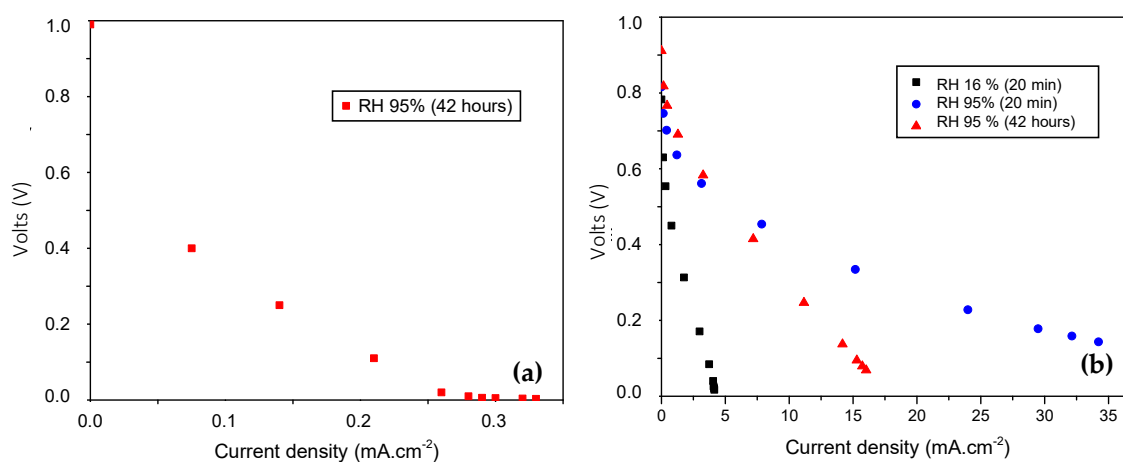 1.0
0.8
0.6
0.4
0.2
0.0
Volts (V)
0.0
0.1
0.2
0.3
Current density (mA.cm-2)
RH 95% (42 hours)
(a)
1.0
0.8
0.6
0.4
0.2
0.0
Volts (V)
0
5
10
15
20
25
30
35
Current density (mA.cm-2)
RH 16 % (20 min)
RH 95% (20 min)
RH 95 % (42 hours)
(b)